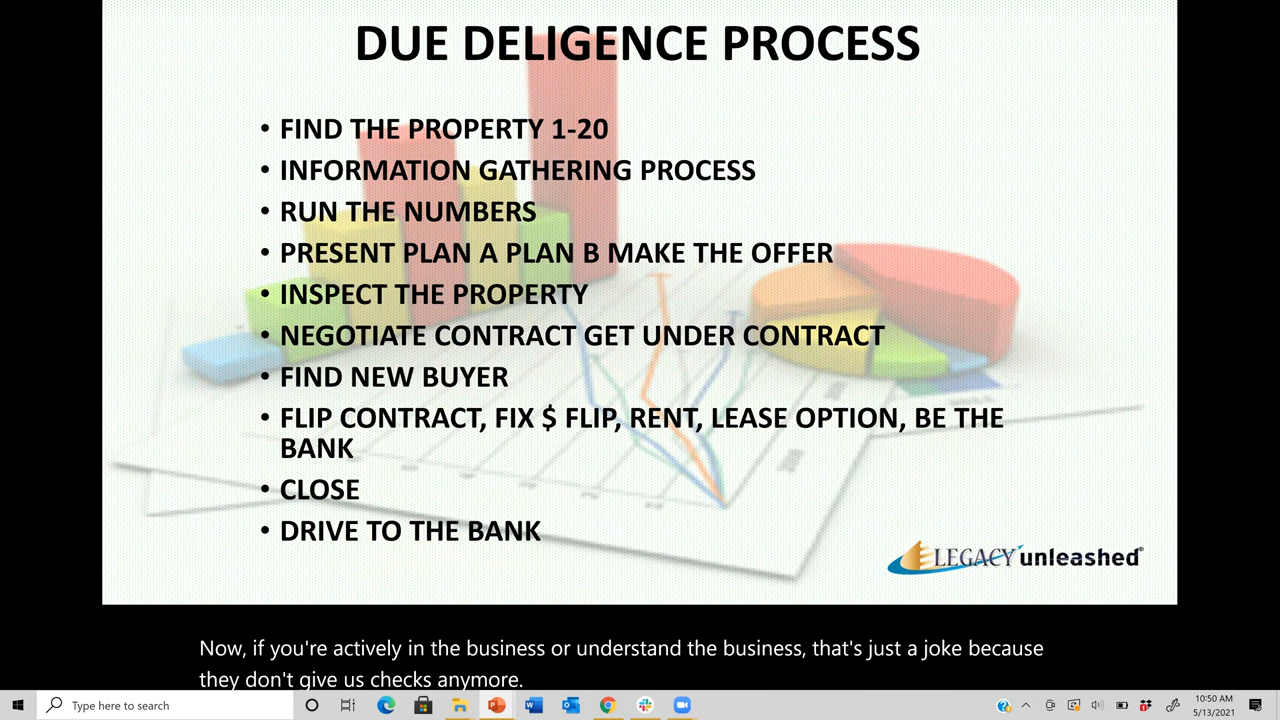 DUE DELIGENCE PROCESS
• FIND THE PROPERTY 1-20
• INFORMATION GATHERING PROCESS
• RUN THE NUMBERS
• PRESENT PLAN A PLAN B MAKE THE OFFER
• INSPECT THE PROPERTY
• NEGOTIATE CONTRACT GET UNDER CONTRACT
• FIND NEW BUYER
• FLIP CONTRACT, FIX $ FLIP, RENT, LEASE OPTION, BE THE
BANK
• CLOSE
• DRIVE TO THE BANK
LEGACY unleashed®
Now, if you're actively in the business or understand the business, that's just a joke because
they don't give us checks anymore.
Type here to search
10:50 AM
5/13/2021